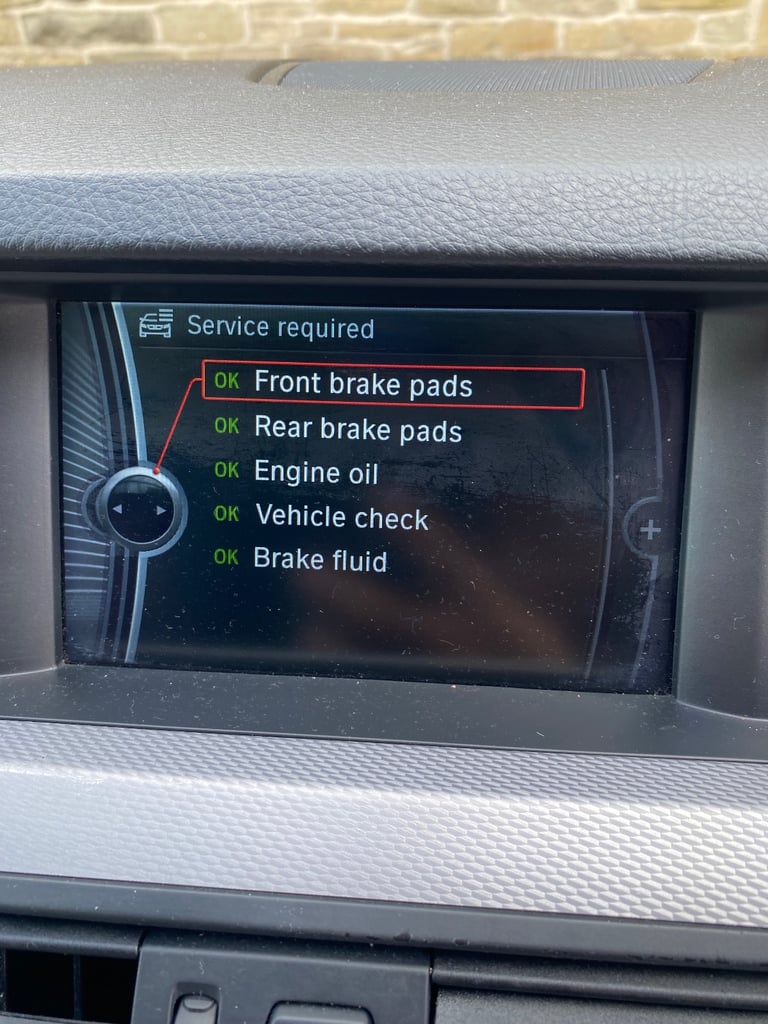 Service required
OK Front brake pads
OK Rear brake pads
OK Engine oil
OK Vehicle check
OK Brake fluid